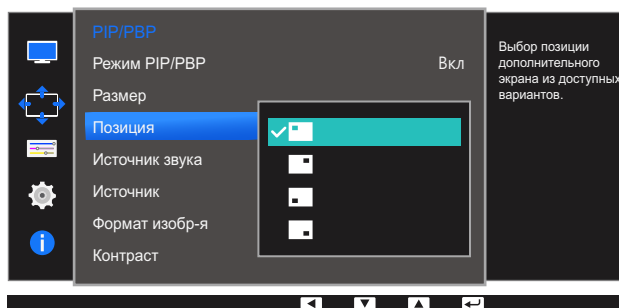 PIP/PBP
Режим PIP/PBP Вкл
Размер
Позиция
Источник звука
Источник
Формат изобр-я
Контраст
Выбор позиции
дополнительного
экрана из доступных
вариантов.